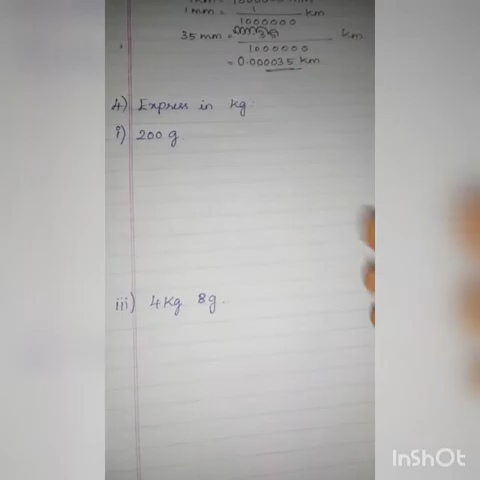 1 mm = 1/1000000 km
35 mm = 35/1000000 km
= 0.000035 km
4) Express in kg.
i) 200 g.
iii) 4 Kg 8g.
InShOt